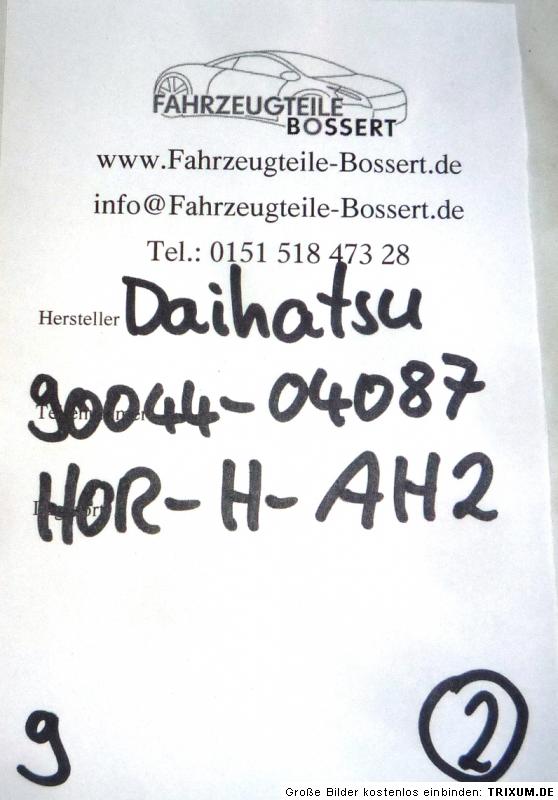 FAHRZEUGTEILE
BOSSERT
www.Fahrzeugteile-Bossert.de
info@Fahrzeugteile-Bossert.de
Tel.: 0151 518 473 28
Hersteller Daihatsu
90044-04087
HOR-H-AH2
9
2
Große Bilder kostenlos einbinden: TRIXUM.DE